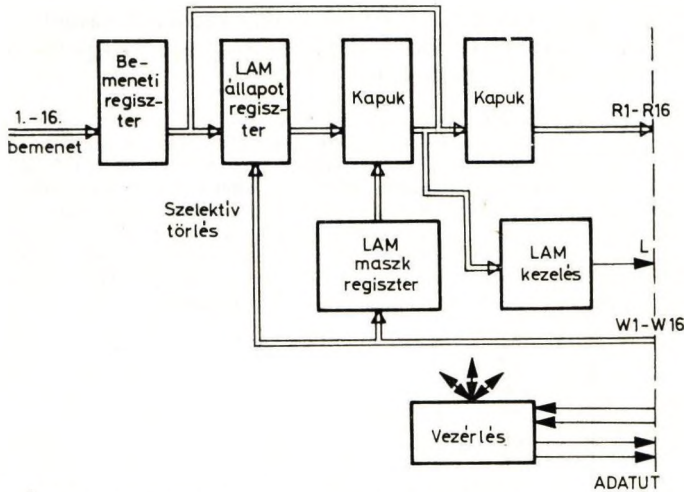 Be-
meneti
regisz-
ter
LAM
állapot
regisz-
ter
Kapuk
Kapuk
1.-16.
bemenet
R1-R16
Szelektív
törlés
LAM
maszk
regiszter
LAM
kezelés
L
W1-W16
Vezérlés
ADATUT